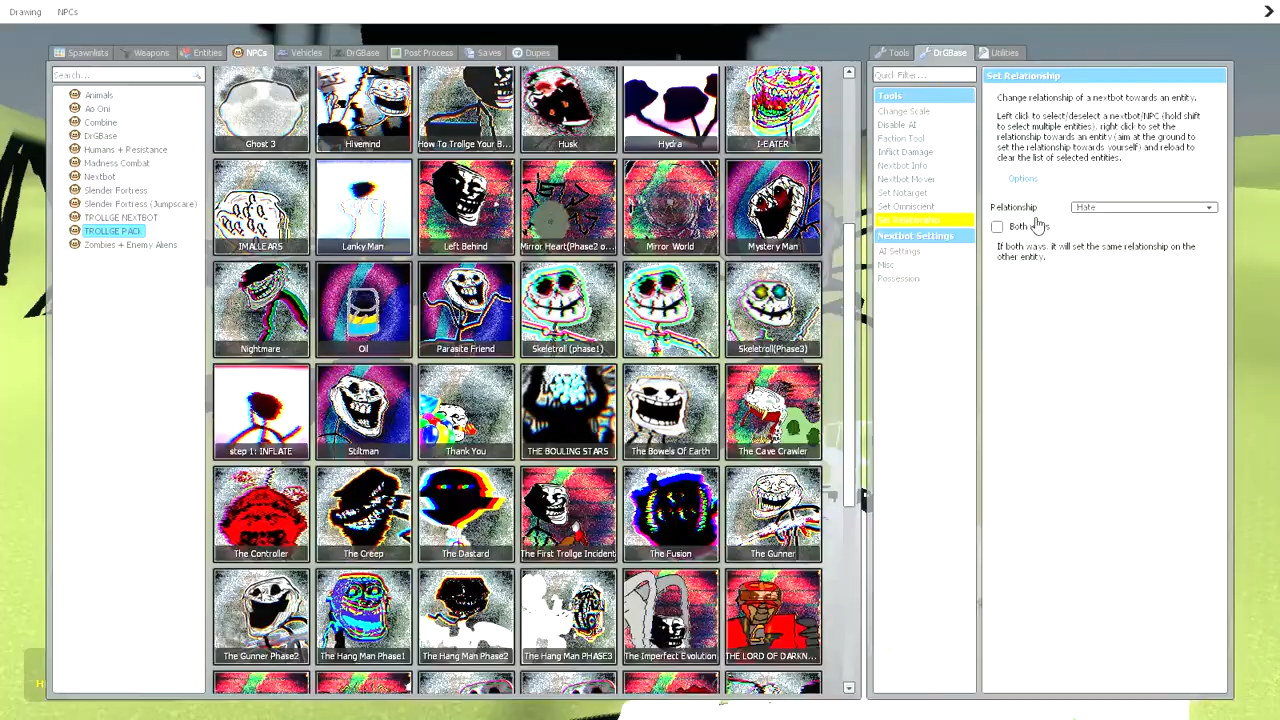 Drawing NPCs
Spawnlists Weapons Entities NPCs Vehicles DrGBase Post Process Saves Dupes
Search...
Animals
Ao Oni
Combine
DrGBase
Humans + Resistance
Madness Combat
Nextbot
Slender Fortress
Slender Fortress (Jumpscare)
TROLLGE NEXTBOT
TROLLGE PACK
Zombies + Enemy Aliens
Ghost 3 Hivemind How To Trollge Your B... Husk Hydra I-EATER
IMALLEARS Lanky Man Left Behind Mirror Heart(Phase2 o... Mirror World Mystery Man
Nightmare Oil Parasite Friend Skeletroll (phase1) Skeletroll(Phase3)
step 1: INFLATE Stiltman Thank You THE BOULING STARS The Bowels Of Earth The Cave Crawler
The Controller The Creep The Dastard The First Trollge Incident The Fusion The Gunner
The Gunner Phase2 The Hang Man Phase1 The Hang Man Phase2 The Hang Man PHASE3 The Imperfect Evolution THE LORD OF DARKN...
Tools DrGBase Utilities
Quick Filter...
Tools
Change Scale
Disable AI
Faction Tool
Inflict Damage
Nextbot Info
Nextbot Mover
Set Notarget
Set Omniscient
Set Relationship
Nextbot Settings
AI Settings
Misc
Possession
Set Relationship
Change relationship of a nextbot towards an entity.
Left click to select/deselect a nextbot/NPC (hold shift
to select multiple entities), right click to set the
relationship towards an entity (aim at the ground to
set the relationship towards yourself) and reload to
clear the list of selected entities.
Options
Relationship Hate
Both
If both ways, it will set the same relationship on the
other entity.